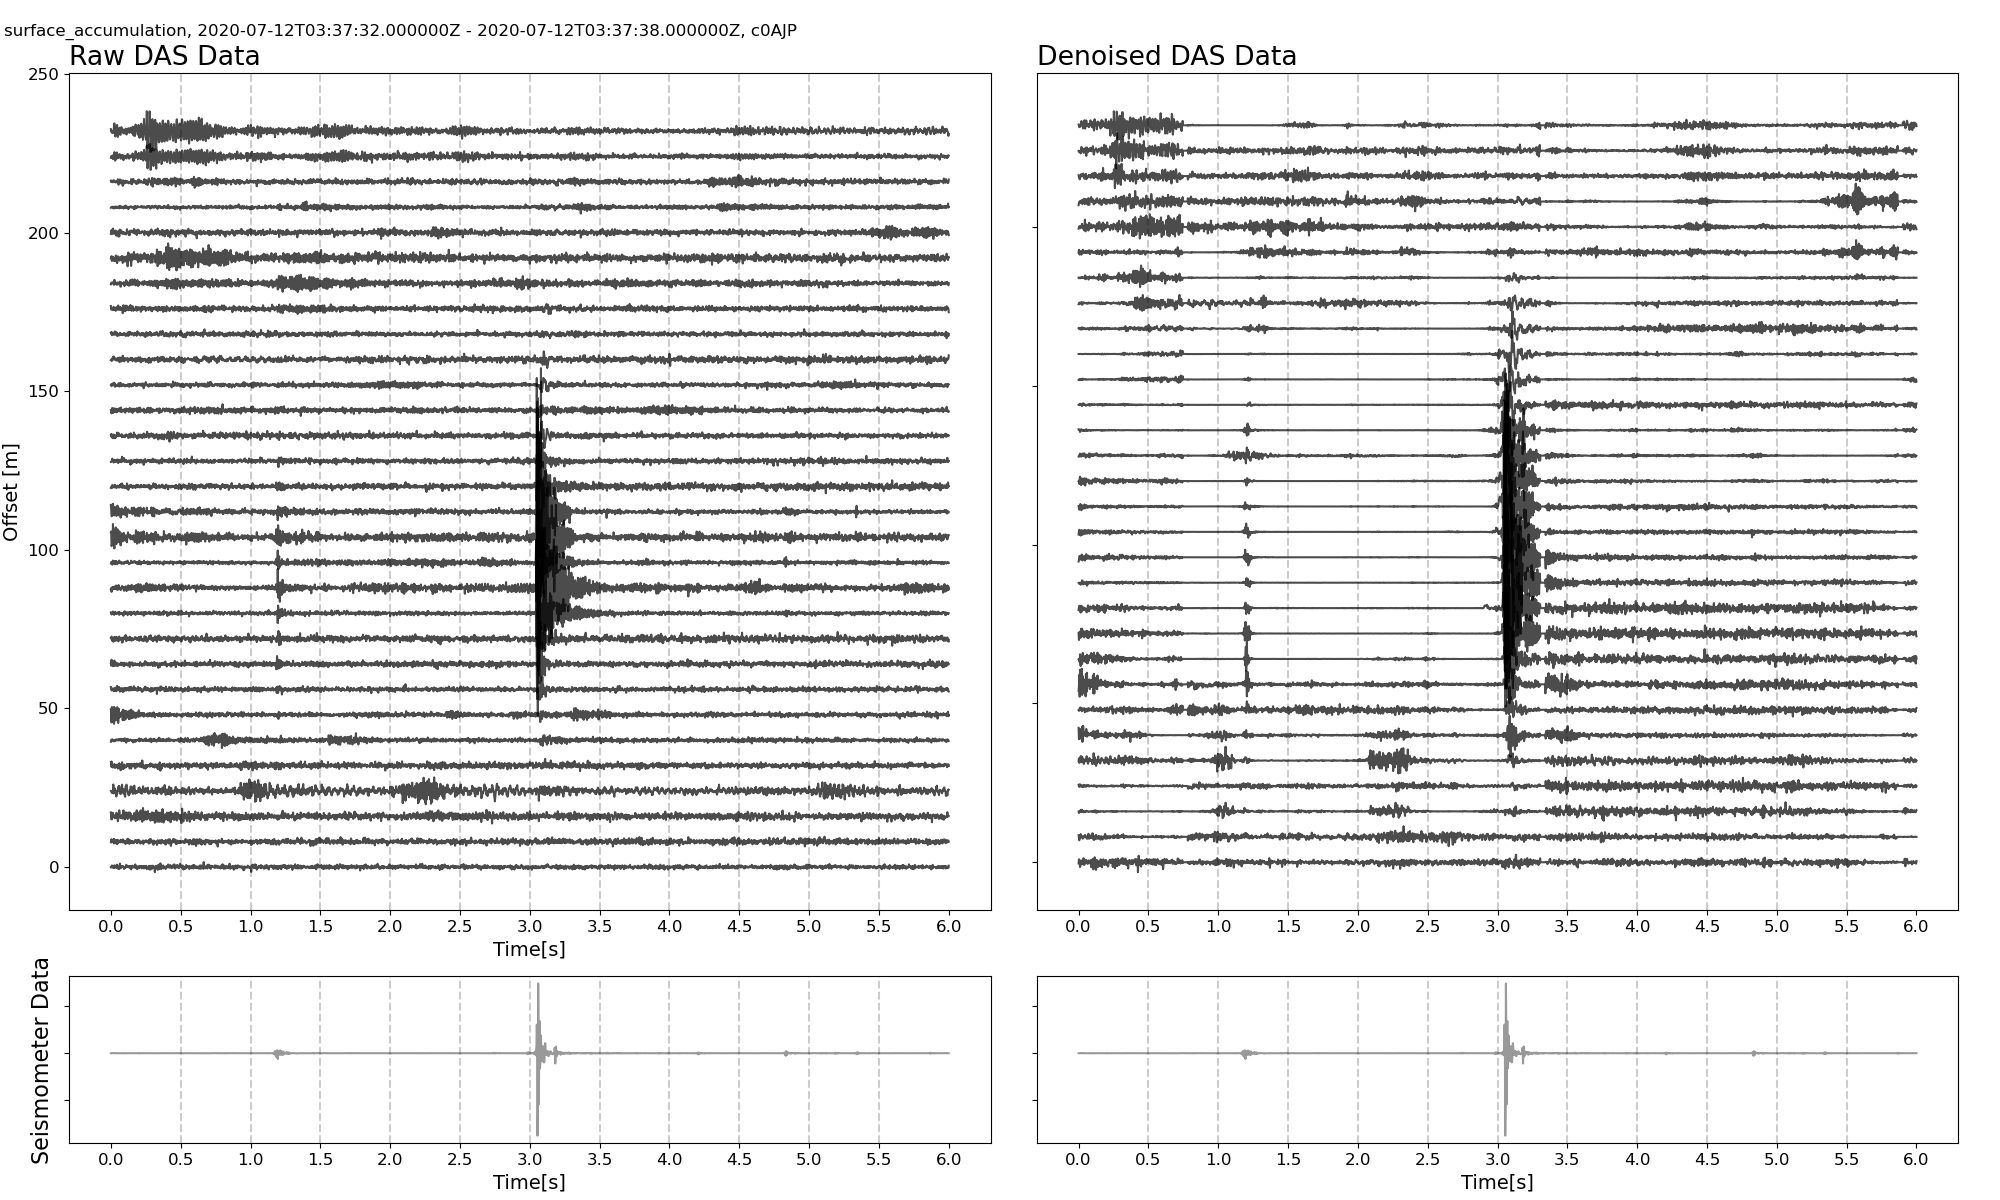 surface_accumulation, 2020-07-12T03:37:32.000000Z - 2020-07-12T03:37:38.000000Z, c0AJP
Raw DAS Data
Denoised DAS Data
250
200
150
100
50
0
Offset [m]
0.0 0.5 1.0 1.5 2.0 2.5 3.0 3.5 4.0 4.5 5.0 5.5 6.0
Time[s]
0.0 0.5 1.0 1.5 2.0 2.5 3.0 3.5 4.0 4.5 5.0 5.5 6.0
Seismometer Data
0.0 0.5 1.0 1.5 2.0 2.5 3.0 3.5 4.0 4.5 5.0 5.5 6.0
Time[s]
0.0 0.5 1.0 1.5 2.0 2.5 3.0 3.5 4.0 4.5 5.0 5.5 6.0
Time[s]